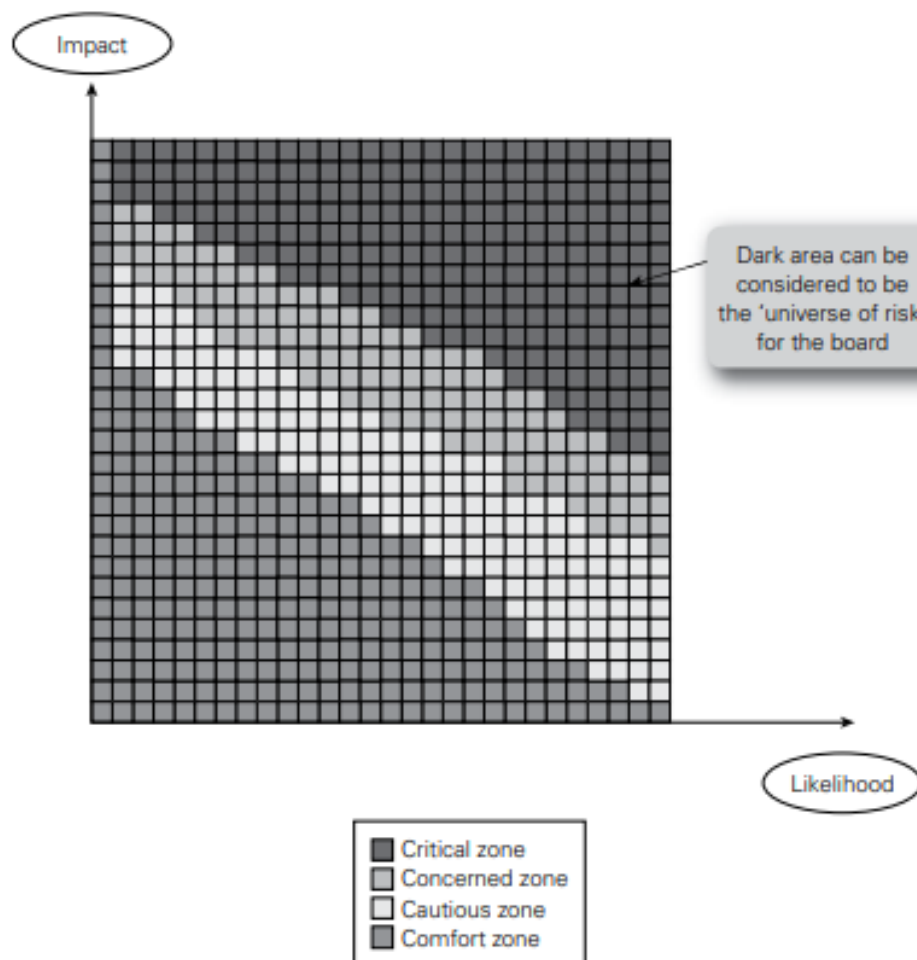 Impact
Dark area can be
considered to be
the ‘universe of risk
for the board
Likelihood
Critical zone
Concerned zone
Cautious zone
Comfort zone